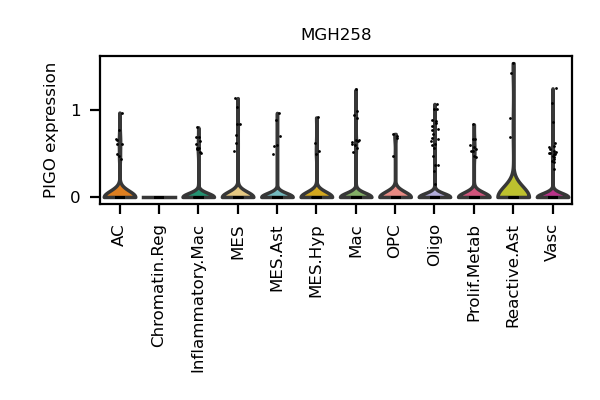 MGH258
PIGO expression
1
0
AC
Chromatin.Reg
Inflammatory.Mac
MES
MES.Ast
MES.Hyp
Mac
OPC
Oligo
Prolif.Metab
Reactive.Ast
Vasc